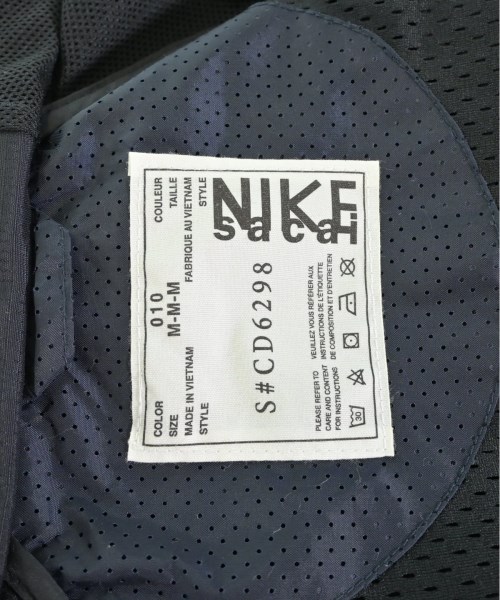 NIKE
sacai
COLOR 010 COULEUR
SIZE M-M-M TAILLE
MADE IN VIETNAM FABRIQUE AU VIETNAM
STYLE STYLE
S#CD6298
PLEASE REFER TO
CARE AND CONTENT
FOR INSTRUCTIONS
VEUILLEZ VOUS RÉFÉRER AUX
INSTRUCTIONS DE L'ÉTIQUETTE
DE COMPOSITION ET D'ENTRETIEN
30